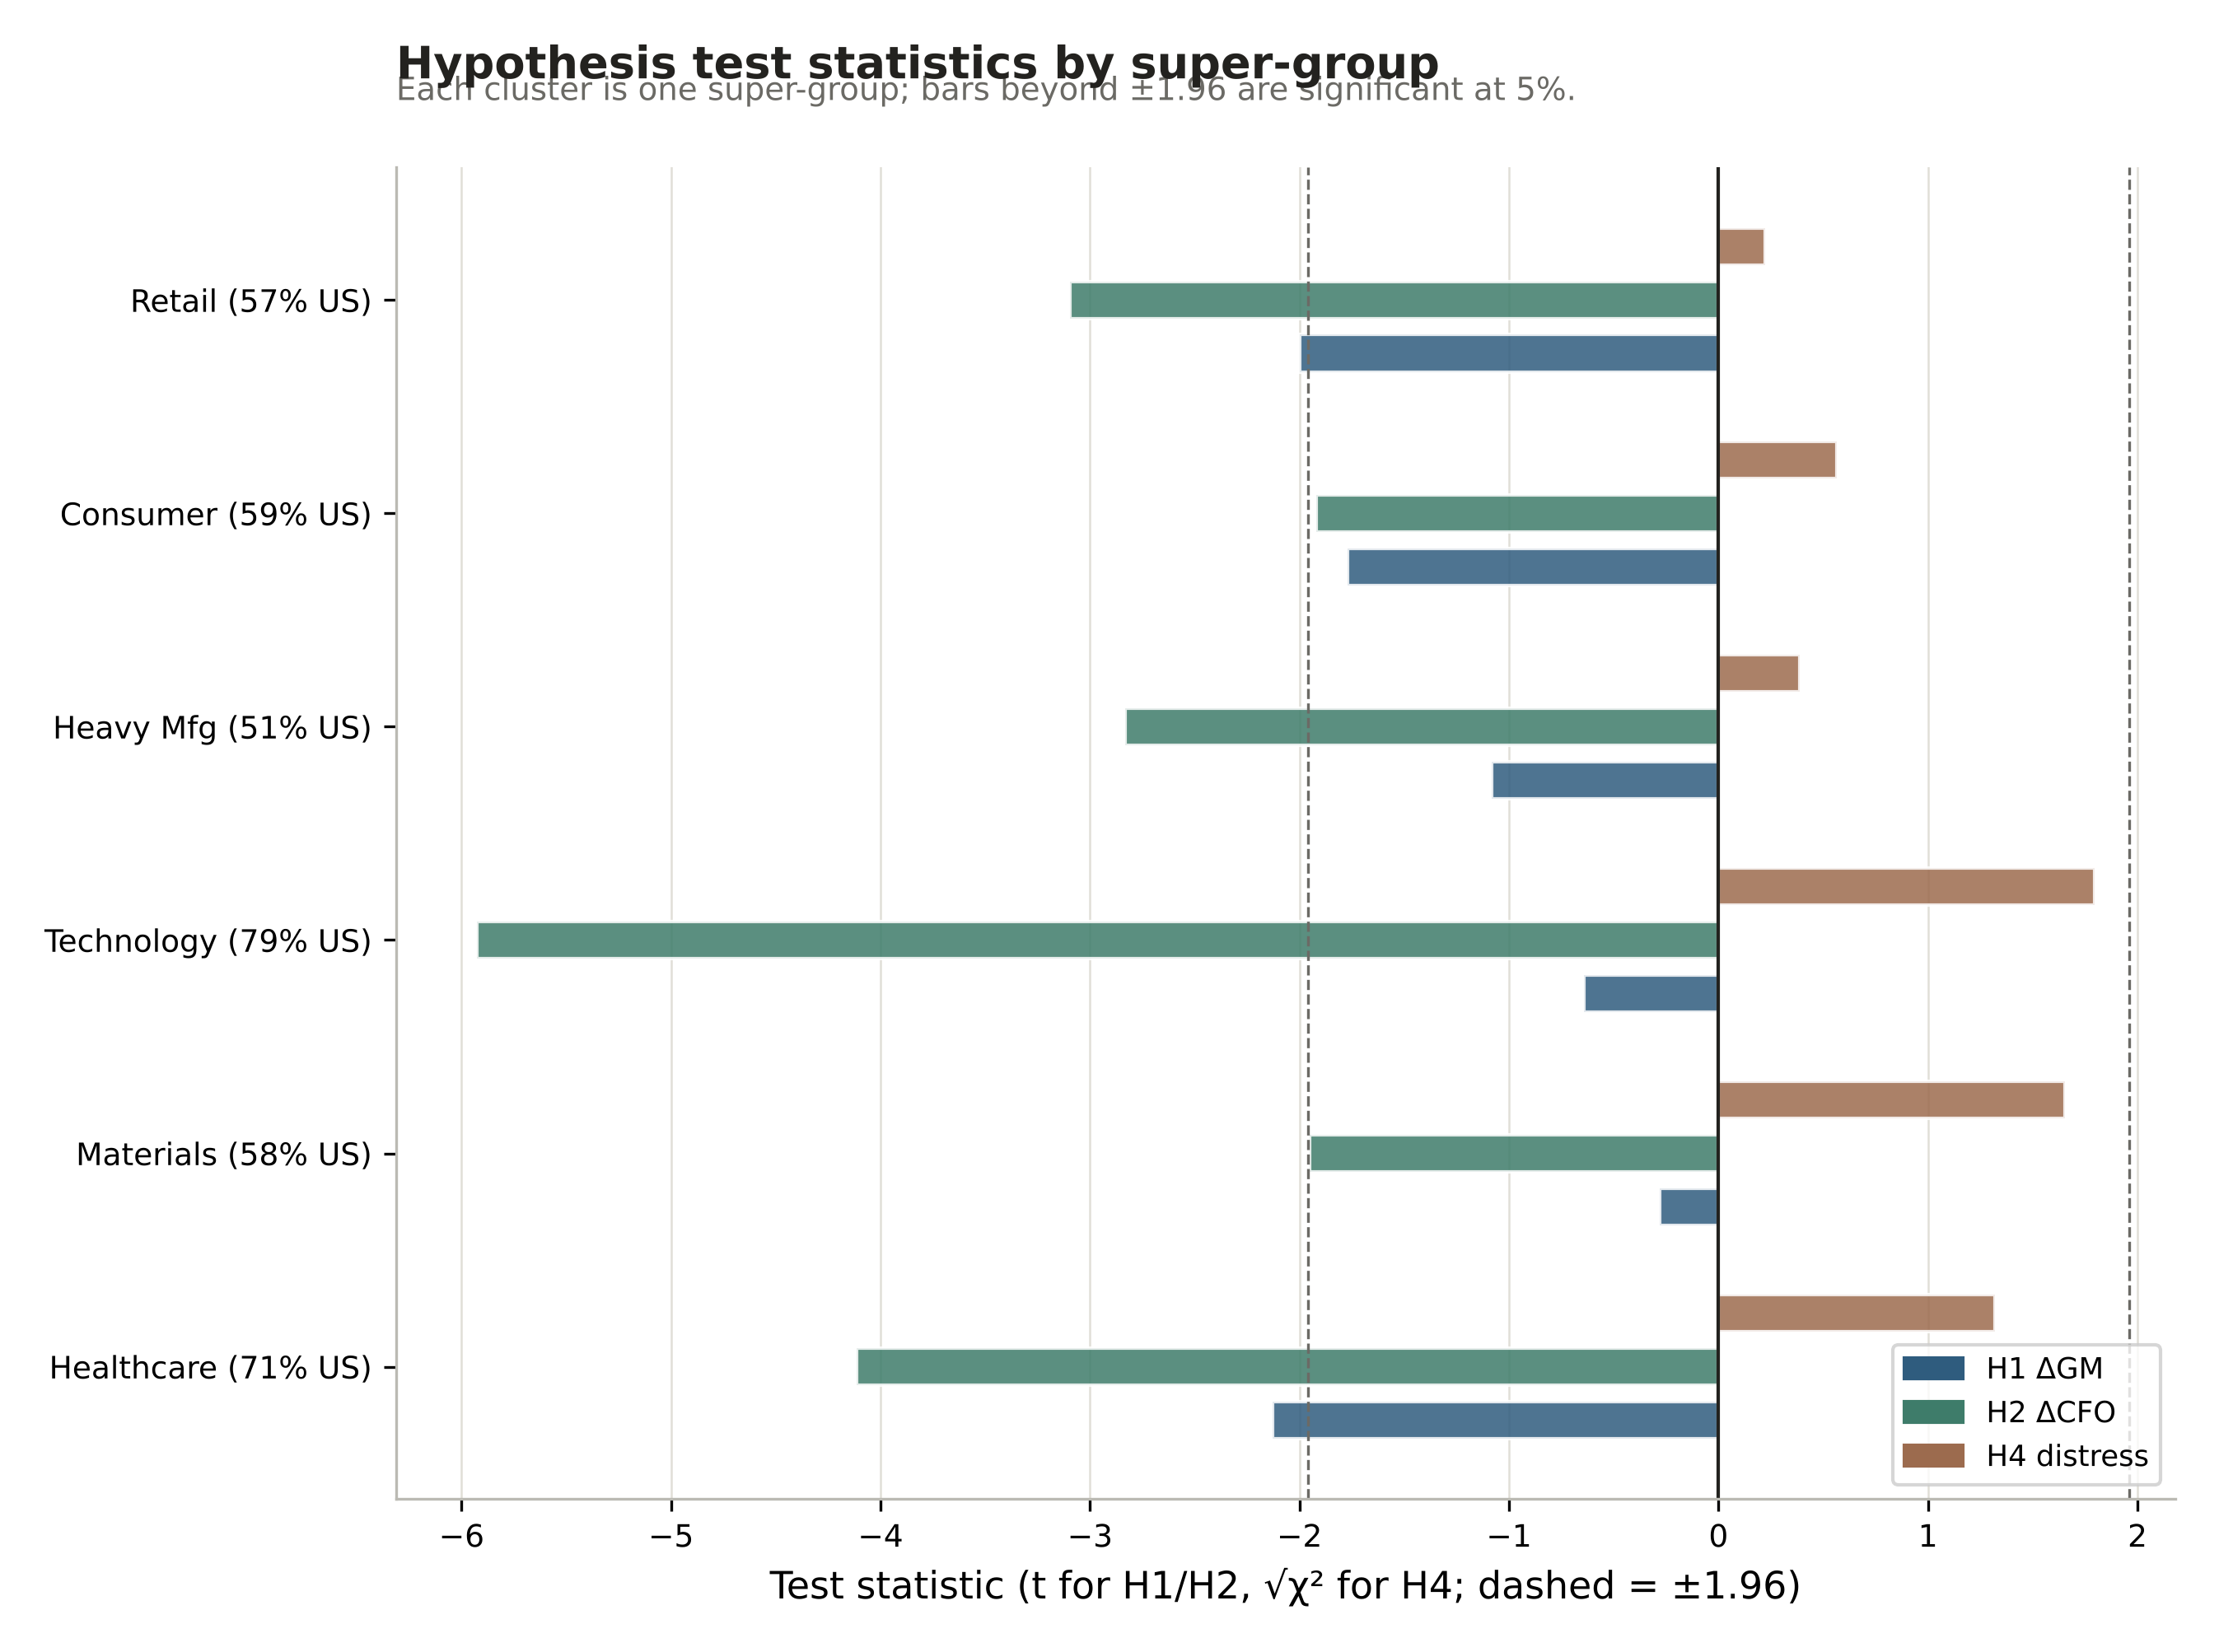 Hypothesis test statistics by super-group
Each cluster is one super-group; bars beyond ±1.96 are significant at 5%.
Retail (57% US)
Consumer (59% US)
Heavy Mfg (51% US)
Technology (79% US)
Materials (58% US)
Healthcare (71% US)
H1 ΔGM
H2 ΔCFO
H4 distress
−6 −5 −4 −3 −2 −1 0 1 2
Test statistic (t for H1/H2, √χ² for H4; dashed = ±1.96)